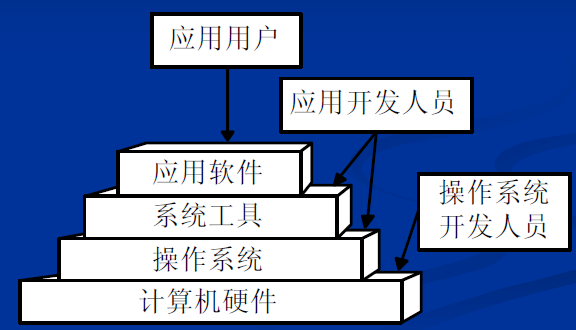 应用用户
应用开发人员
应用软件
操作系统
开发人员
系统工具
操作系统
计算机硬件